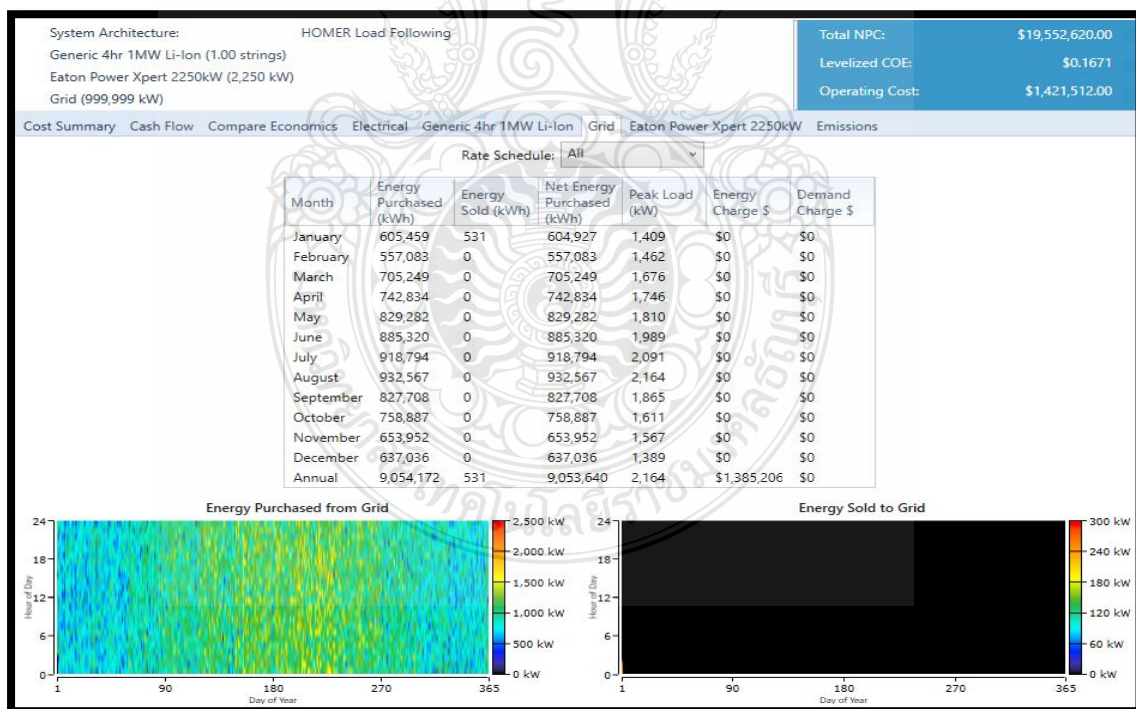 System Architecture: HOMER Load Following
Generic 4hr 1MW Li-Ion (1.00 strings)
Eaton Power Xpert 2250kW (2,250 kW)
Grid (999,999 kW)
Total NPC: $19,552,620.00
Levelized COE: $0.1671
Operating Cost: $1,421,512.00
Cost Summary Cash Flow Compare Economics Electrical Generic 4hr 1MW Li-Ion Grid Eaton Power Xpert 2250kW Emissions
Rate Schedule: All
Month Energy Purchased (kWh) Energy Sold (kWh) Net Energy Purchased (kWh) Peak Load (kW) Energy Charge $ Demand Charge $
January 605,459 531 604,927 1,409 $0 $0
February 557,083 0 557,083 1,462 $0 $0
March 705,249 0 705,249 1,676 $0 $0
April 742,834 0 742,834 1,746 $0 $0
May 829,282 0 829,282 1,810 $0 $0
June 885,320 0 885,320 1,989 $0 $0
July 918,794 0 918,794 2,091 $0 $0
August 932,567 0 932,567 2,164 $0 $0
September 827,708 0 827,708 1,865 $0 $0
October 758,887 0 758,887 1,611 $0 $0
November 653,952 0 653,952 1,567 $0 $0
December 637,036 0 637,036 1,389 $0 $0
Annual 9,054,172 531 9,053,640 2,164 $1,385,206 $0
Energy Purchased from Grid
24
18
12
6
0
Hour of Day
1 90 180 270 365
Day of Year
2,500 kW
2,000 kW
1,500 kW
1,000 kW
500 kW
0 kW
Energy Sold to Grid
24
18
12
6
0
Hour of Day
1 90 180 270 365
Day of Year
300 kW
240 kW
180 kW
120 kW
60 kW
0 kW